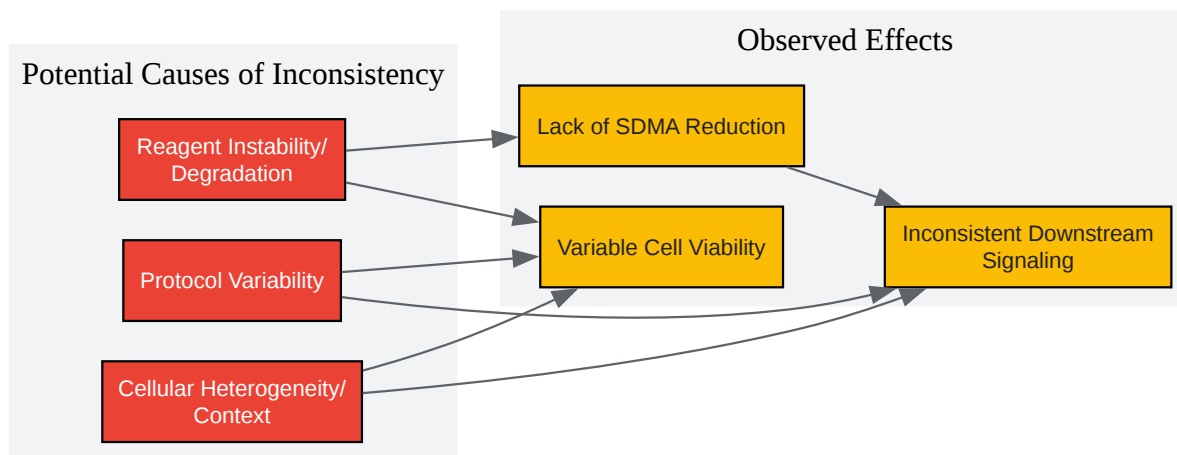 Potential Causes of Inconsistency
Reagent Instability/
Degradation
Protocol Variability
Cellular Heterogeneity/
Context
Observed Effects
Lack of SDMA Reduction
Variable Cell Viability
Inconsistent Downstream
Signaling